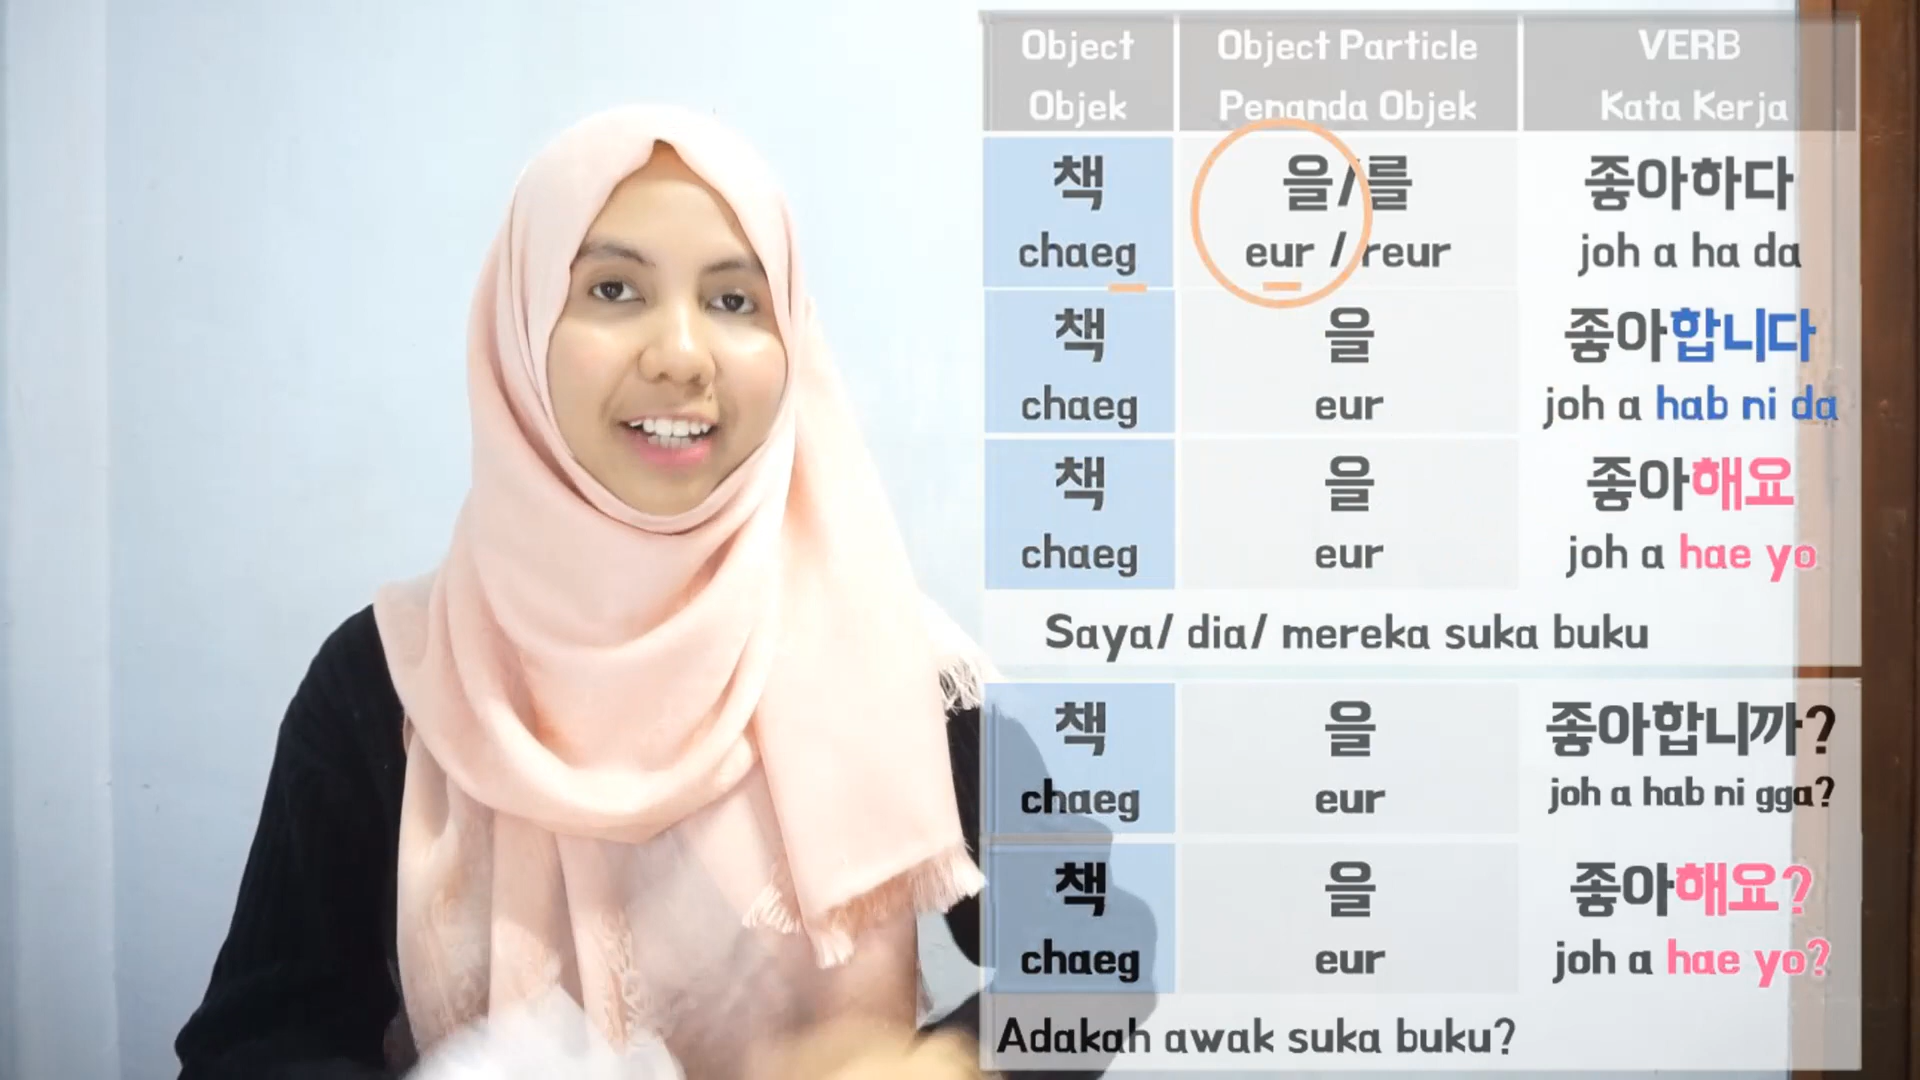 Object Object Particle VERB
Objek Penanda Objek Kata Kerja
책 을/를 좋아하다
chaeg eur / reur joh a ha da
책 을 좋아합니다
chaeg eur joh a hab ni da
책 을 좋아해요
chaeg eur joh a hae yo
Saya/ dia/ mereka suka buku
책 을 좋아합니까?
chaeg eur joh a hab ni gga?
책 을 좋아해요?
chaeg eur joh a hae yo?
Adakah awak suka buku?